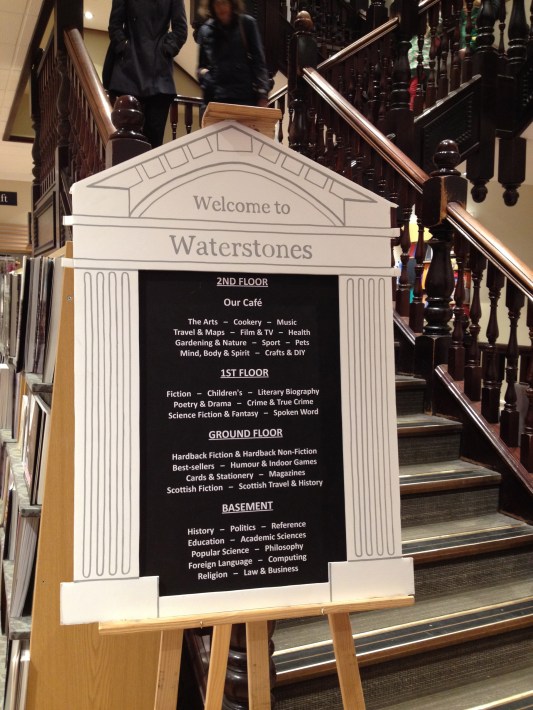 Welcome to
Waterstones
2ND FLOOR
Our Café
The Arts – Cookery – Music
Travel & Maps – Film & TV – Health
Gardening & Nature – Sport – Pets
Mind, Body & Spirit – Crafts & DIY
1ST FLOOR
Fiction – Children's – Literary Biography
Poetry & Drama – Crime & True Crime
Science Fiction & Fantasy – Spoken Word
GROUND FLOOR
Hardback Fiction & Hardback Non-Fiction
Best-sellers – Humour & Indoor Games
Cards & Stationery – Magazines
Scottish Fiction – Scottish Travel & History
BASEMENT
History – Politics – Reference
Education – Academic Sciences
Popular Science – Philosophy
Foreign Language – Computing
Religion – Law & Business